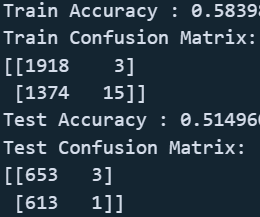 Train Accuracy : 0.58398
Train Confusion Matrix:
[[1918    3]
 [1374   15]]
Test Accuracy : 0.51496
Test Confusion Matrix:
[[653   3]
 [613   1]]